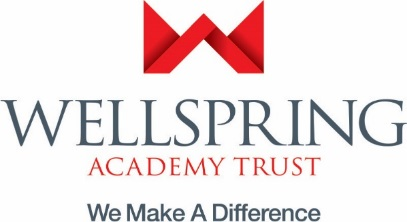 WELLSPRING
ACADEMY TRUST
We Make A Difference